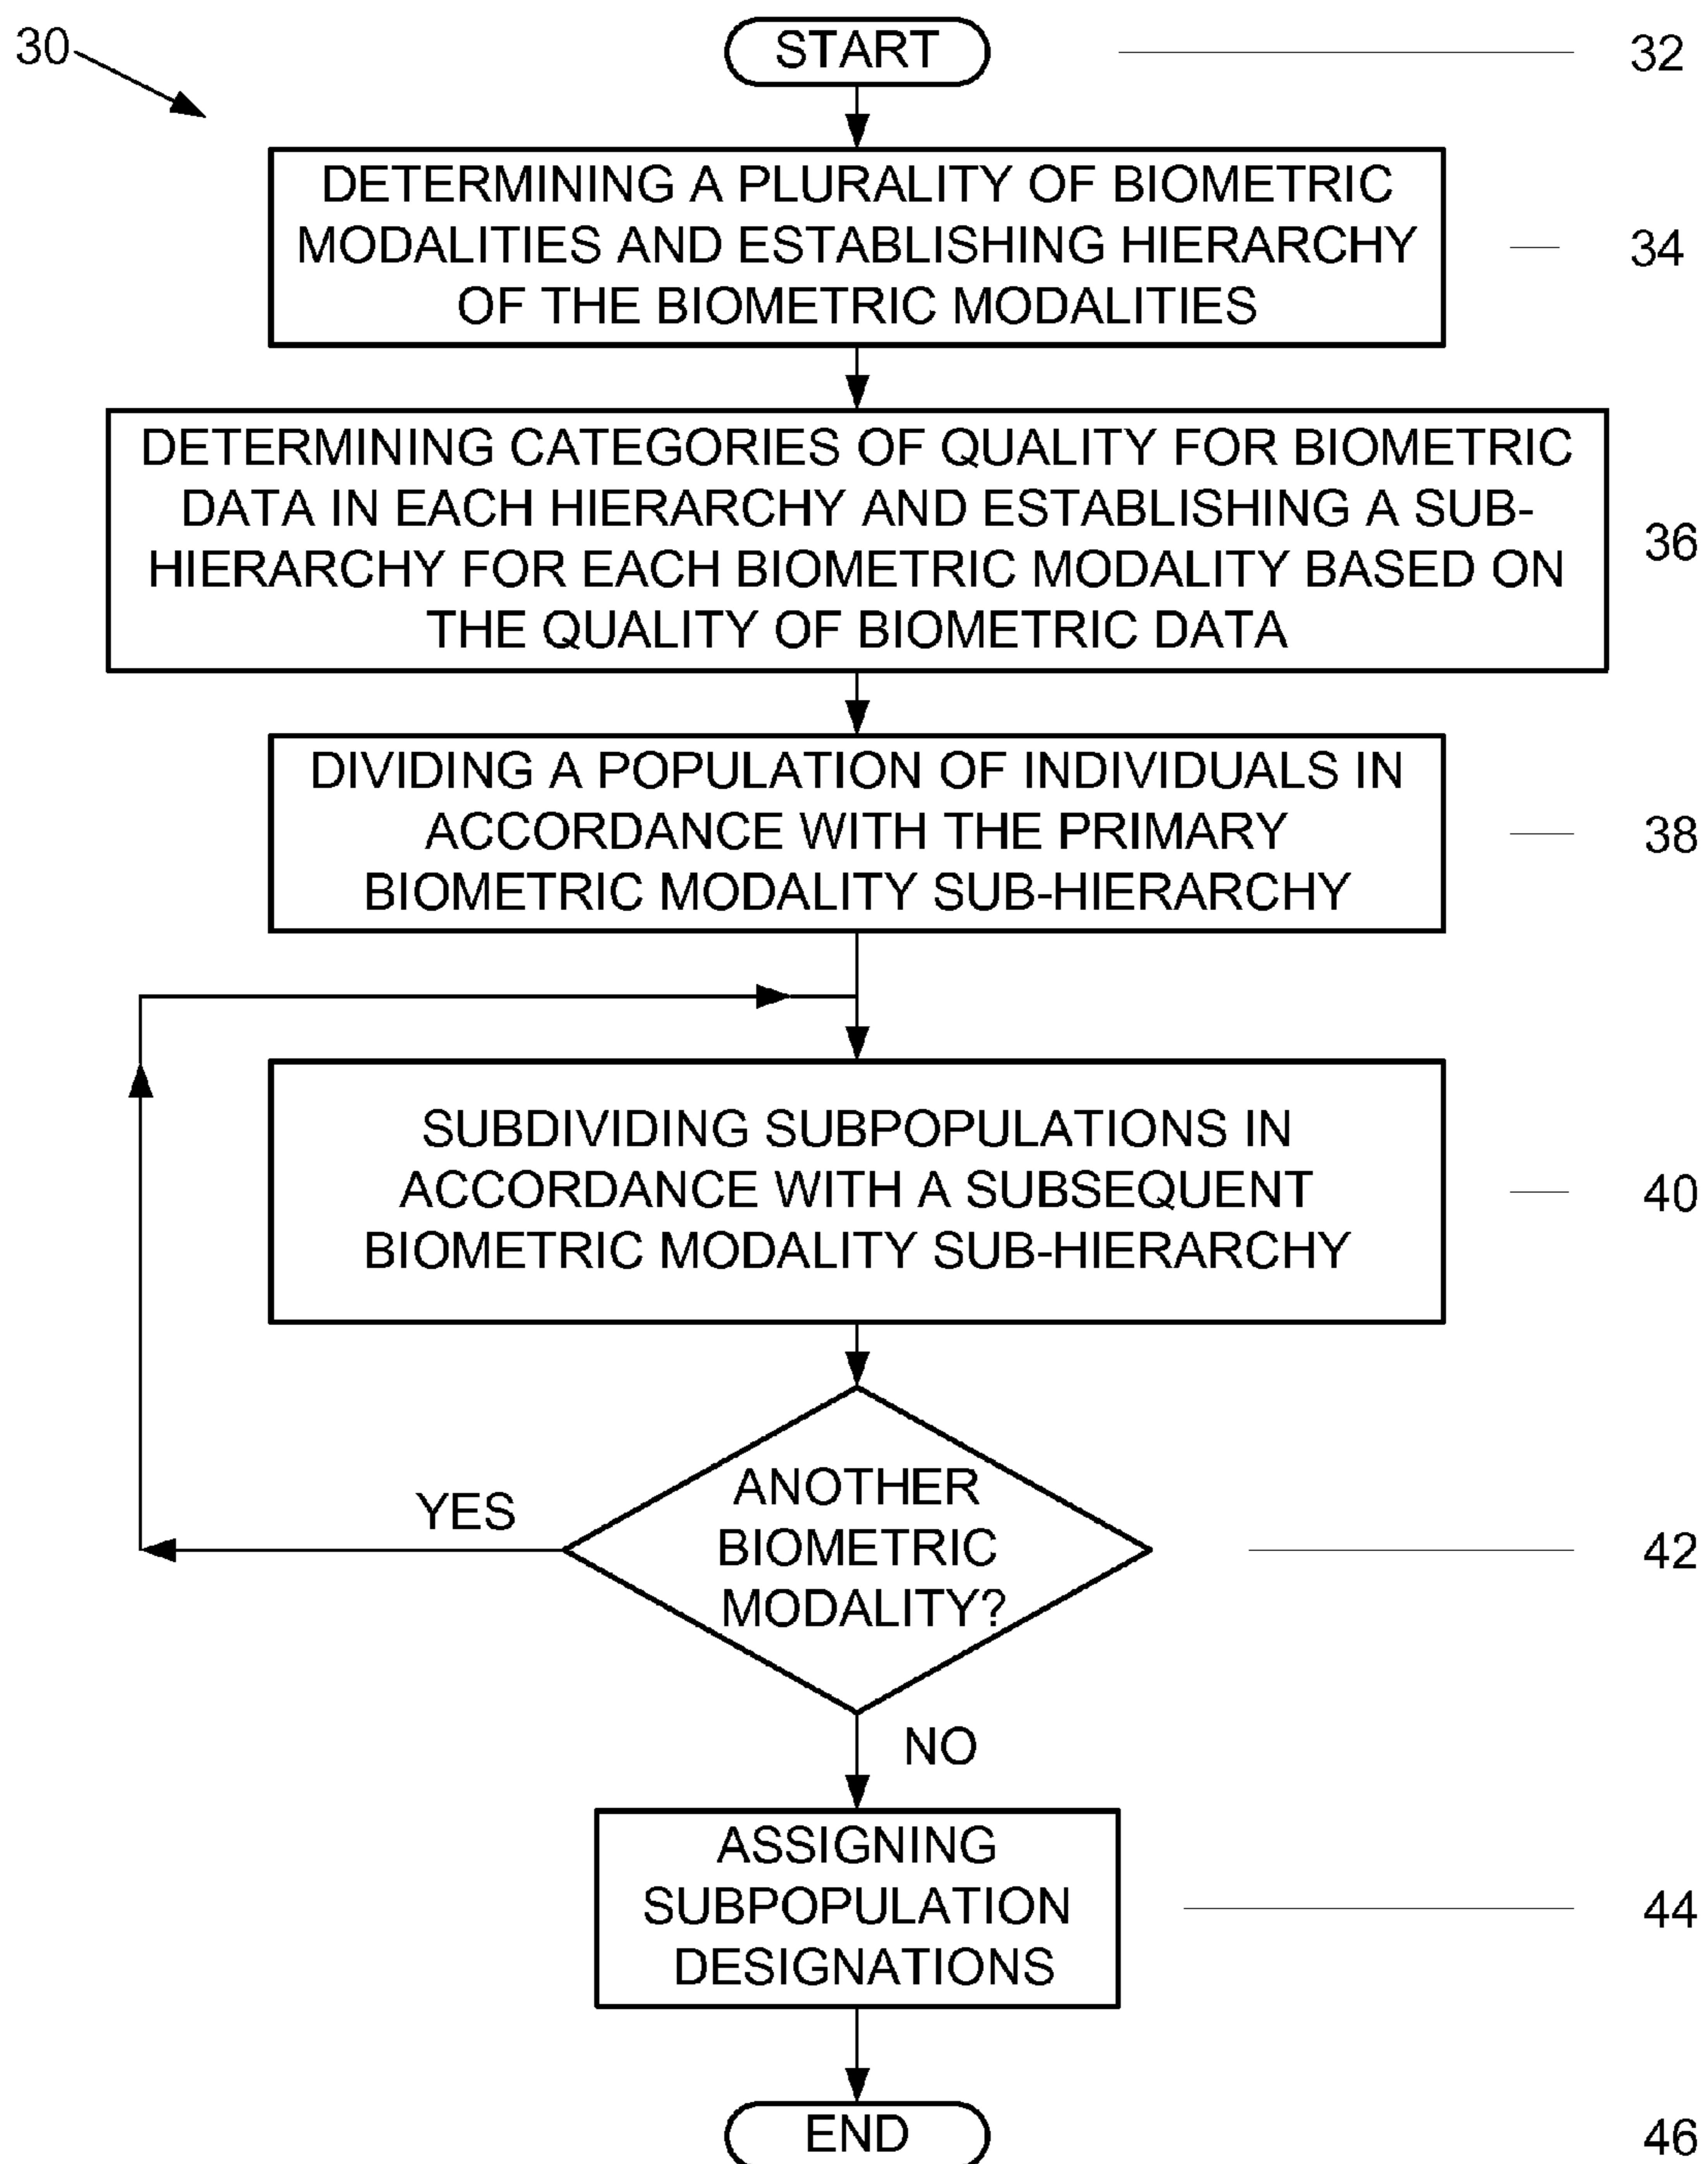 30
START
32
DETERMINING A PLURALITY OF BIOMETRIC
MODALITIES AND ESTABLISHING HIERARCHY
OF THE BIOMETRIC MODALITIES
34
DETERMINING CATEGORIES OF QUALITY FOR BIOMETRIC
DATA IN EACH HIERARCHY AND ESTABLISHING A SUB-
HIERARCHY FOR EACH BIOMETRIC MODALITY BASED ON
THE QUALITY OF BIOMETRIC DATA
36
DIVIDING A POPULATION OF INDIVIDUALS IN
ACCORDANCE WITH THE PRIMARY
BIOMETRIC MODALITY SUB-HIERARCHY
38
SUBDIVIDING SUBPOPULATIONS IN
ACCORDANCE WITH A SUBSEQUENT
BIOMETRIC MODALITY SUB-HIERARCHY
40
YES
ANOTHER
BIOMETRIC
MODALITY?
42
NO
ASSIGNING
SUBPOPULATION
DESIGNATIONS
44
END
46